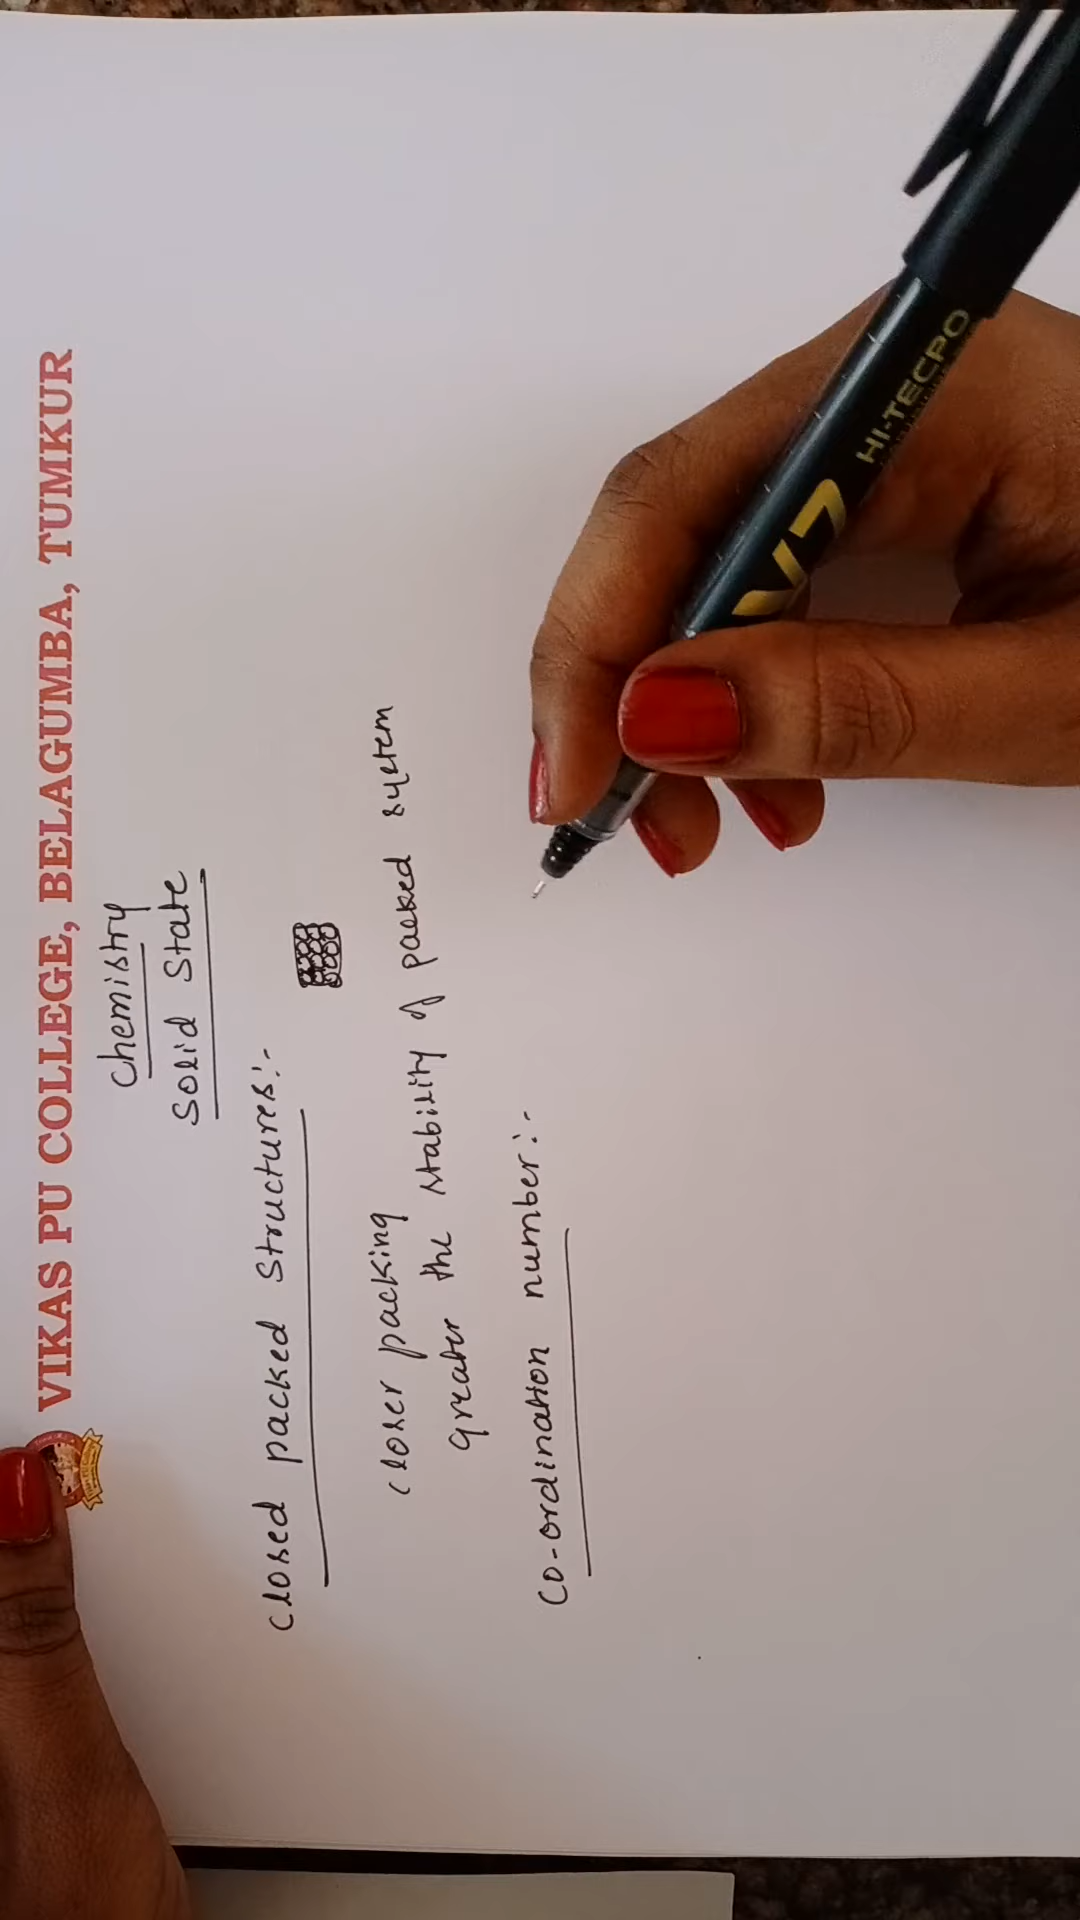 VIKAS PU COLLEGE, BELAGUMBA, TUMKUR
Chemistry
Solid State
Closed packed structures:-
Closer packing
greater the stability of packed system
Co-ordination number:-
V7
HI-TECPO